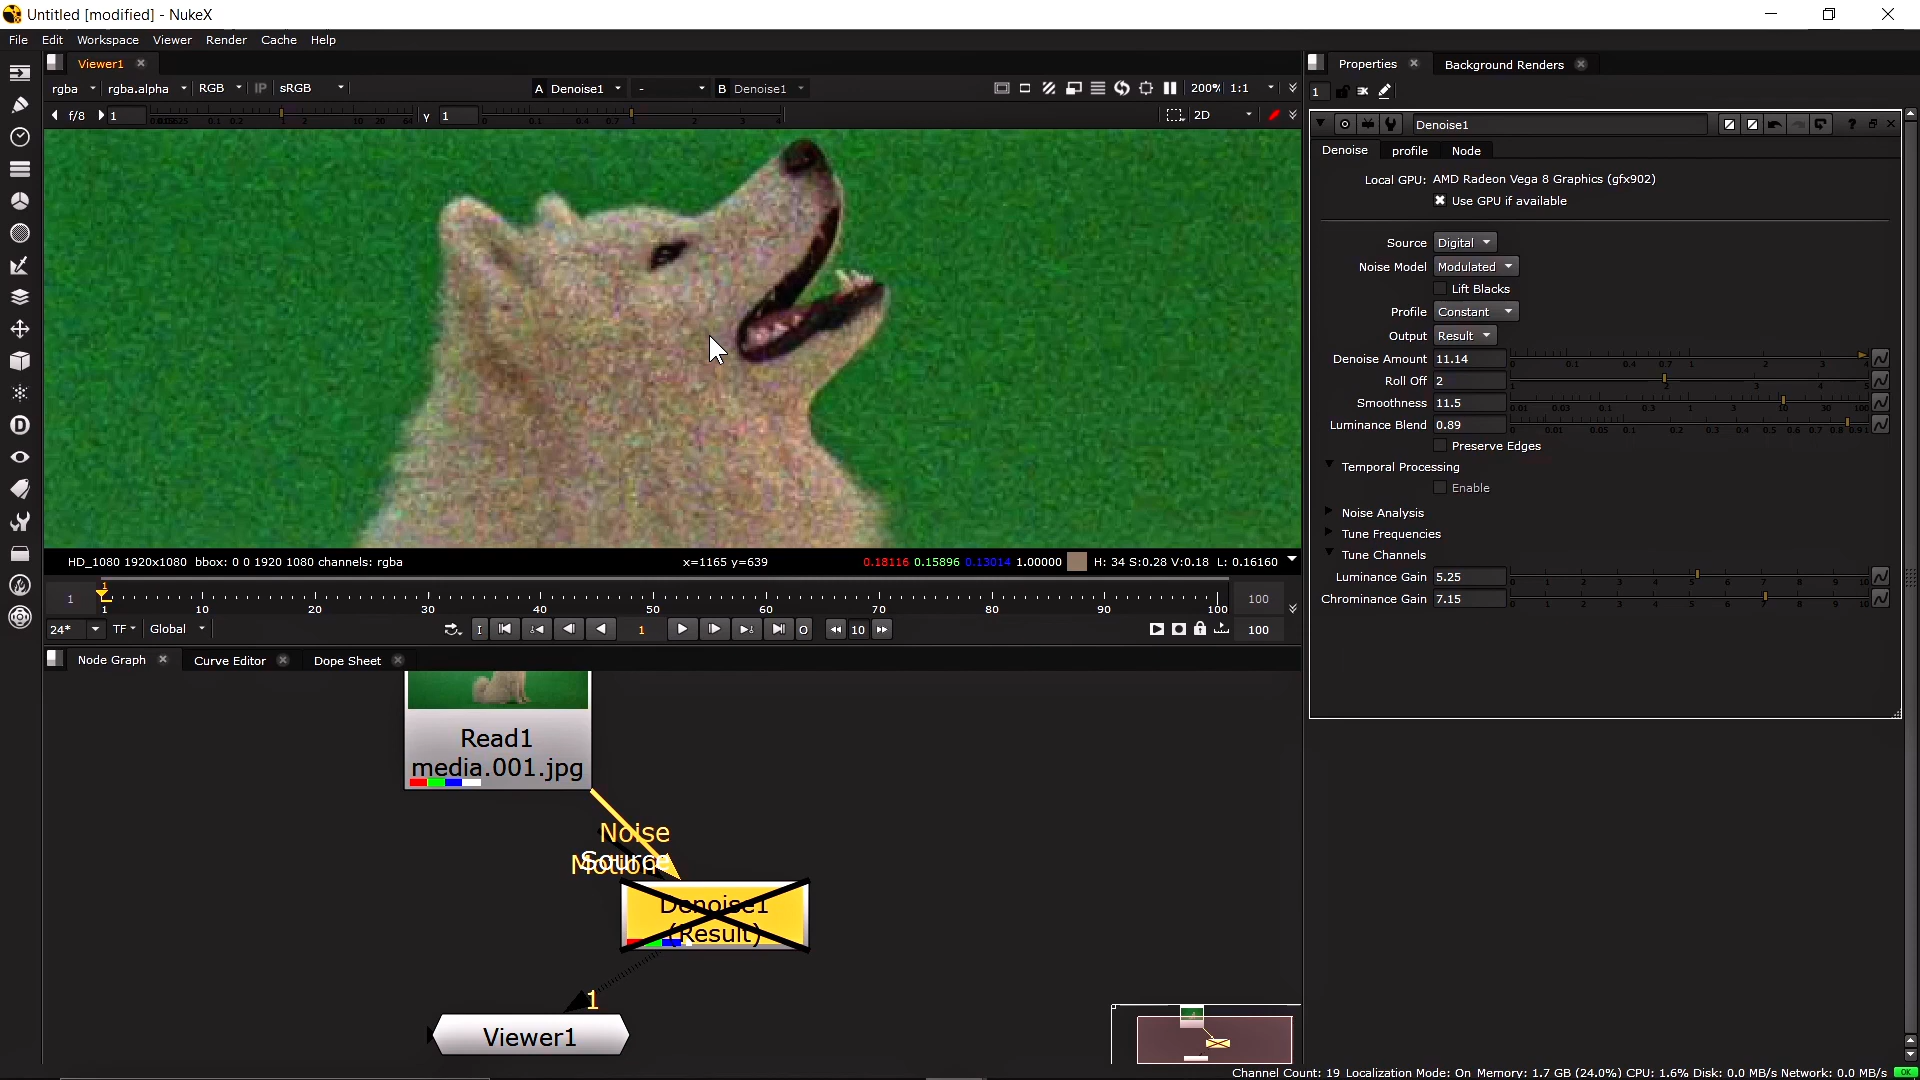 Untitled [modified] - NukeX
File Edit Workspace Viewer Render Cache Help
Viewer1
rgba rgba.alpha RGB IP sRGB A Denoise1 - B Denoise1 200% 1:1
f/8 1 γ 1 2D
HD_1080 1920x1080 bbox: 0 0 1920 1080 channels: rgba x=1165 y=639 0.18116 0.15896 0.13014 1.00000 H: 34 S:0.28 V:0.18 L: 0.16160
1
1 1 10 20 30 40 50 60 70 80 90 100 100
24* TF Global I 1 O 10 100
Node Graph Curve Editor Dope Sheet
Read1
media.001.jpg
Noise
Motion
Source
Denoise1
(Result)
1
Viewer1
Properties Background Renders
1
Denoise1
Denoise profile Node
Local GPU: AMD Radeon Vega 8 Graphics (gfx902)
Use GPU if available
Source Digital
Noise Model Modulated
Lift Blacks
Profile Constant
Output Result
Denoise Amount 11.14
Roll Off 2
Smoothness 11.5
Luminance Blend 0.89
Preserve Edges
Temporal Processing
Enable
Noise Analysis
Tune Frequencies
Tune Channels
Luminance Gain 5.25
Chrominance Gain 7.15
Channel Count: 19 Localization Mode: On Memory: 1.7 GB (24.0%) CPU: 1.6% Disk: 0.0 MB/s Network: 0.0 MB/s OK